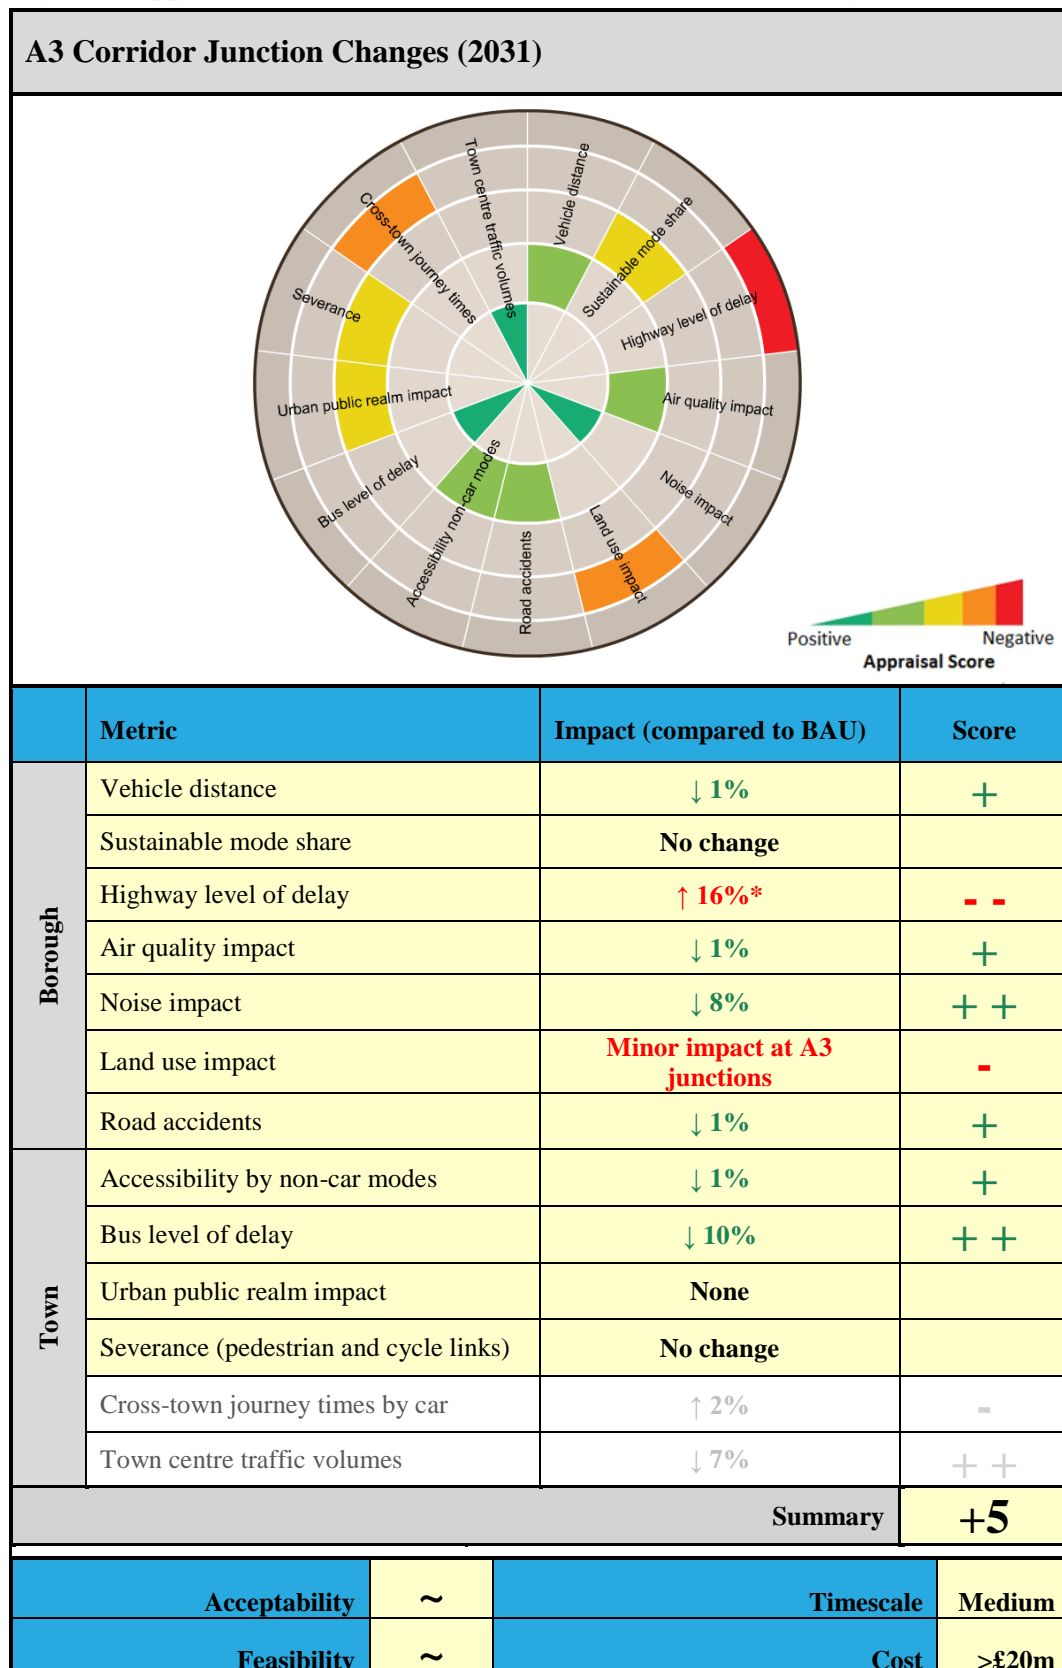 A3 Corridor Junction Changes (2031)
Town centre traffic volumes
Vehicle distance
Cross-town journey times
Sustainable mode share
Severance
Highway level of delay
Urban public realm impact
Air quality impact
Bus level of delay
Noise impact
Accessibility non-car modes
Road accidents
Land use impact
Positive
Negative
Appraisal Score
Metric Impact (compared to BAU) Score
Borough
Vehicle distance ↓ 1% +
Sustainable mode share No change
Highway level of delay ↑ 16%* - -
Air quality impact ↓ 1% +
Noise impact ↓ 8% + +
Land use impact Minor impact at A3 junctions -
Road accidents ↓ 1% +
Town
Accessibility by non-car modes ↓ 1% +
Bus level of delay ↓ 10% + +
Urban public realm impact None
Severance (pedestrian and cycle links) No change
Cross-town journey times by car ↑ 2% -
Town centre traffic volumes ↓ 7% + +
Summary +5
Acceptability ~ Timescale Medium
Feasibility ~ Cost >£20m